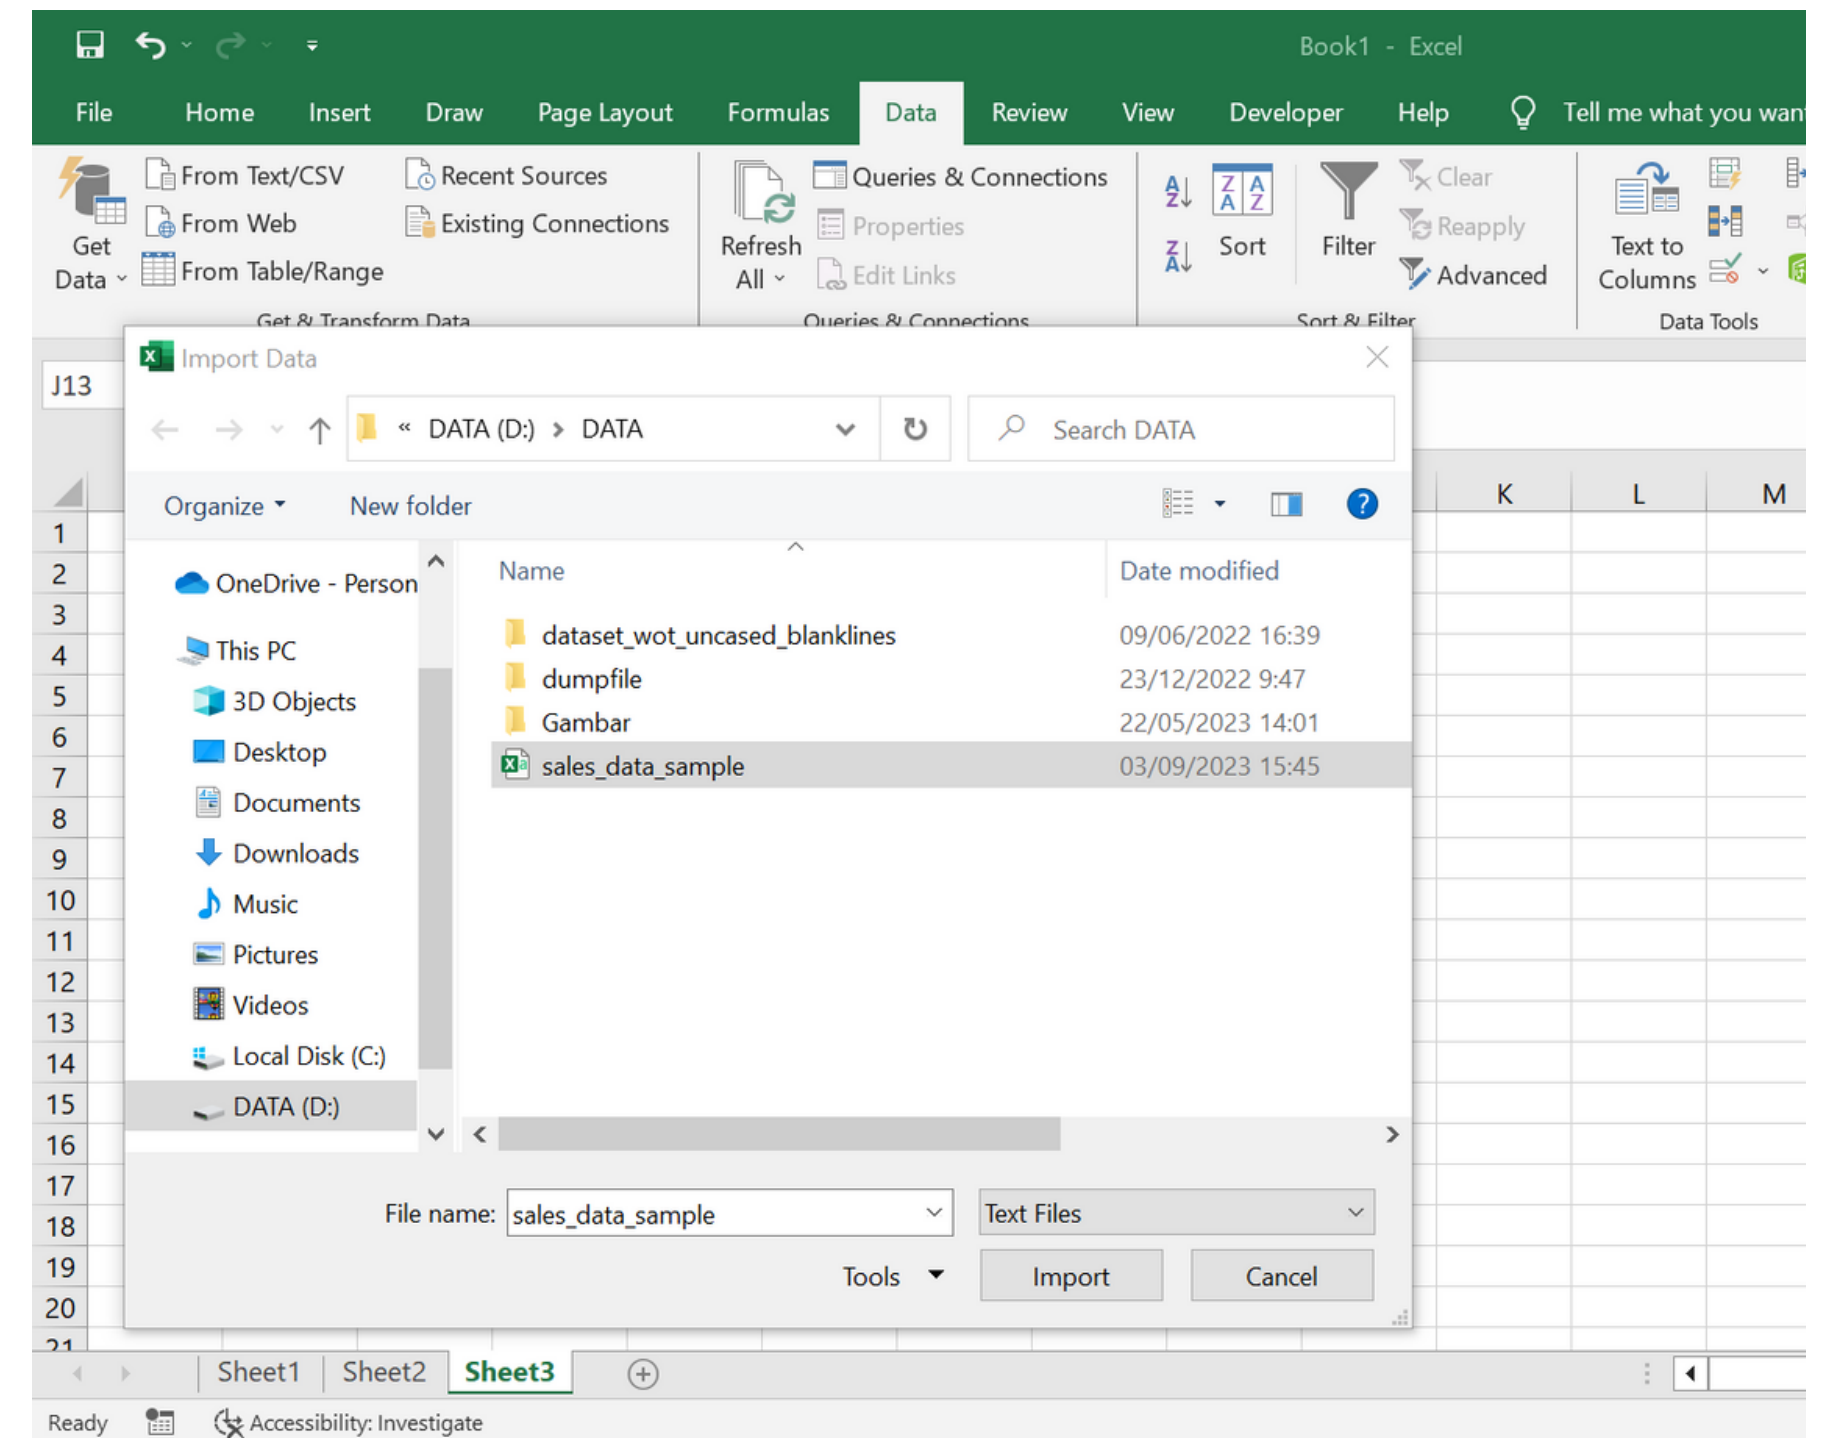 Book1 - Excel
File Home Insert Draw Page Layout Formulas Data Review View Developer Help Tell me what you wan
From Text/CSV Recent Sources Queries & Connections Clear
From Web Existing Connections Properties Reapply
Get Data From Table/Range Refresh All Edit Links Sort Filter Advanced Text to Columns
Get & Transform Data Queries & Connections Sort & Filter Data Tools
Import Data
J13
« DATA (D:) > DATA Search DATA
Organize New folder
K L M
1
2
3
4
5
6
7
8
9
10
11
12
13
14
15
16
17
18
19
20
21
OneDrive - Person
This PC
3D Objects
Desktop
Documents
Downloads
Music
Pictures
Videos
Local Disk (C:)
DATA (D:)
Name Date modified
dataset_wot_uncased_blanklines 09/06/2022 16:39
dumpfile 23/12/2022 9:47
Gambar 22/05/2023 14:01
sales_data_sample 03/09/2023 15:45
File name: sales_data_sample Text Files
Tools Import Cancel
Sheet1 Sheet2 Sheet3
Ready Accessibility: Investigate